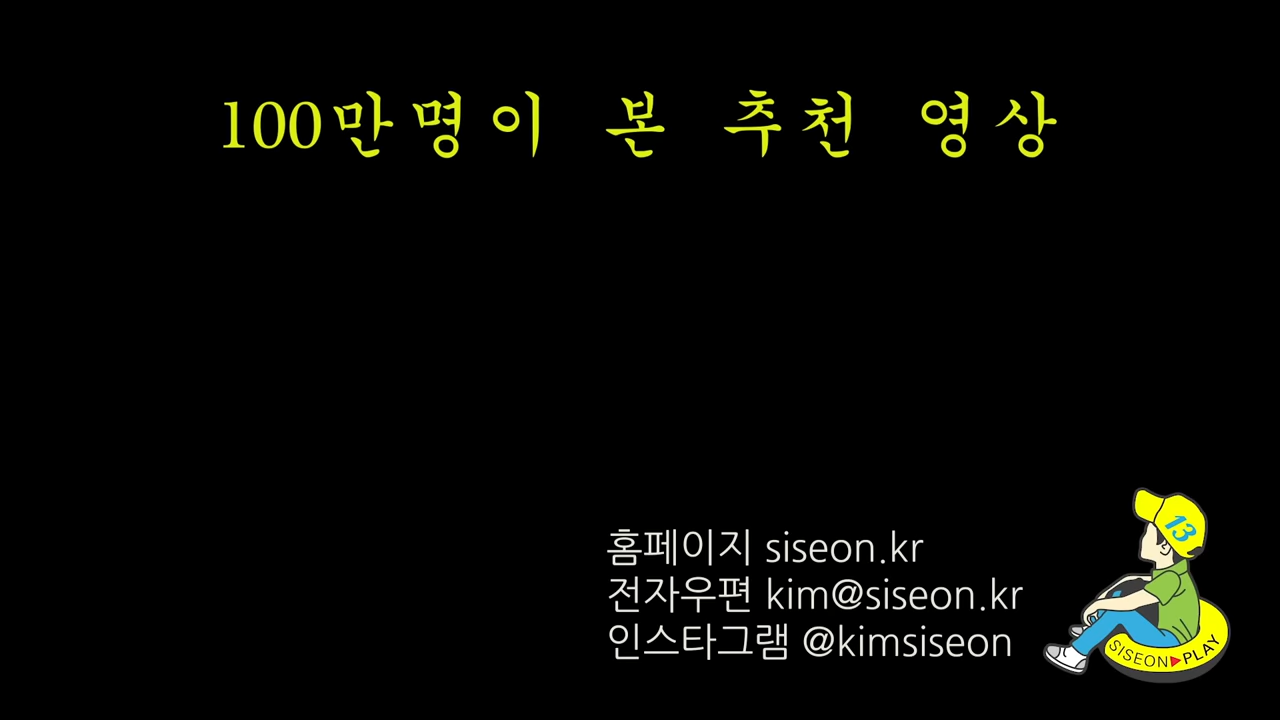 100만명이 본 추천 영상
홈페이지 siseon.kr
전자우편 kim@siseon.kr
인스타그램 @kimsiseon
13
SISEON▶PLAY